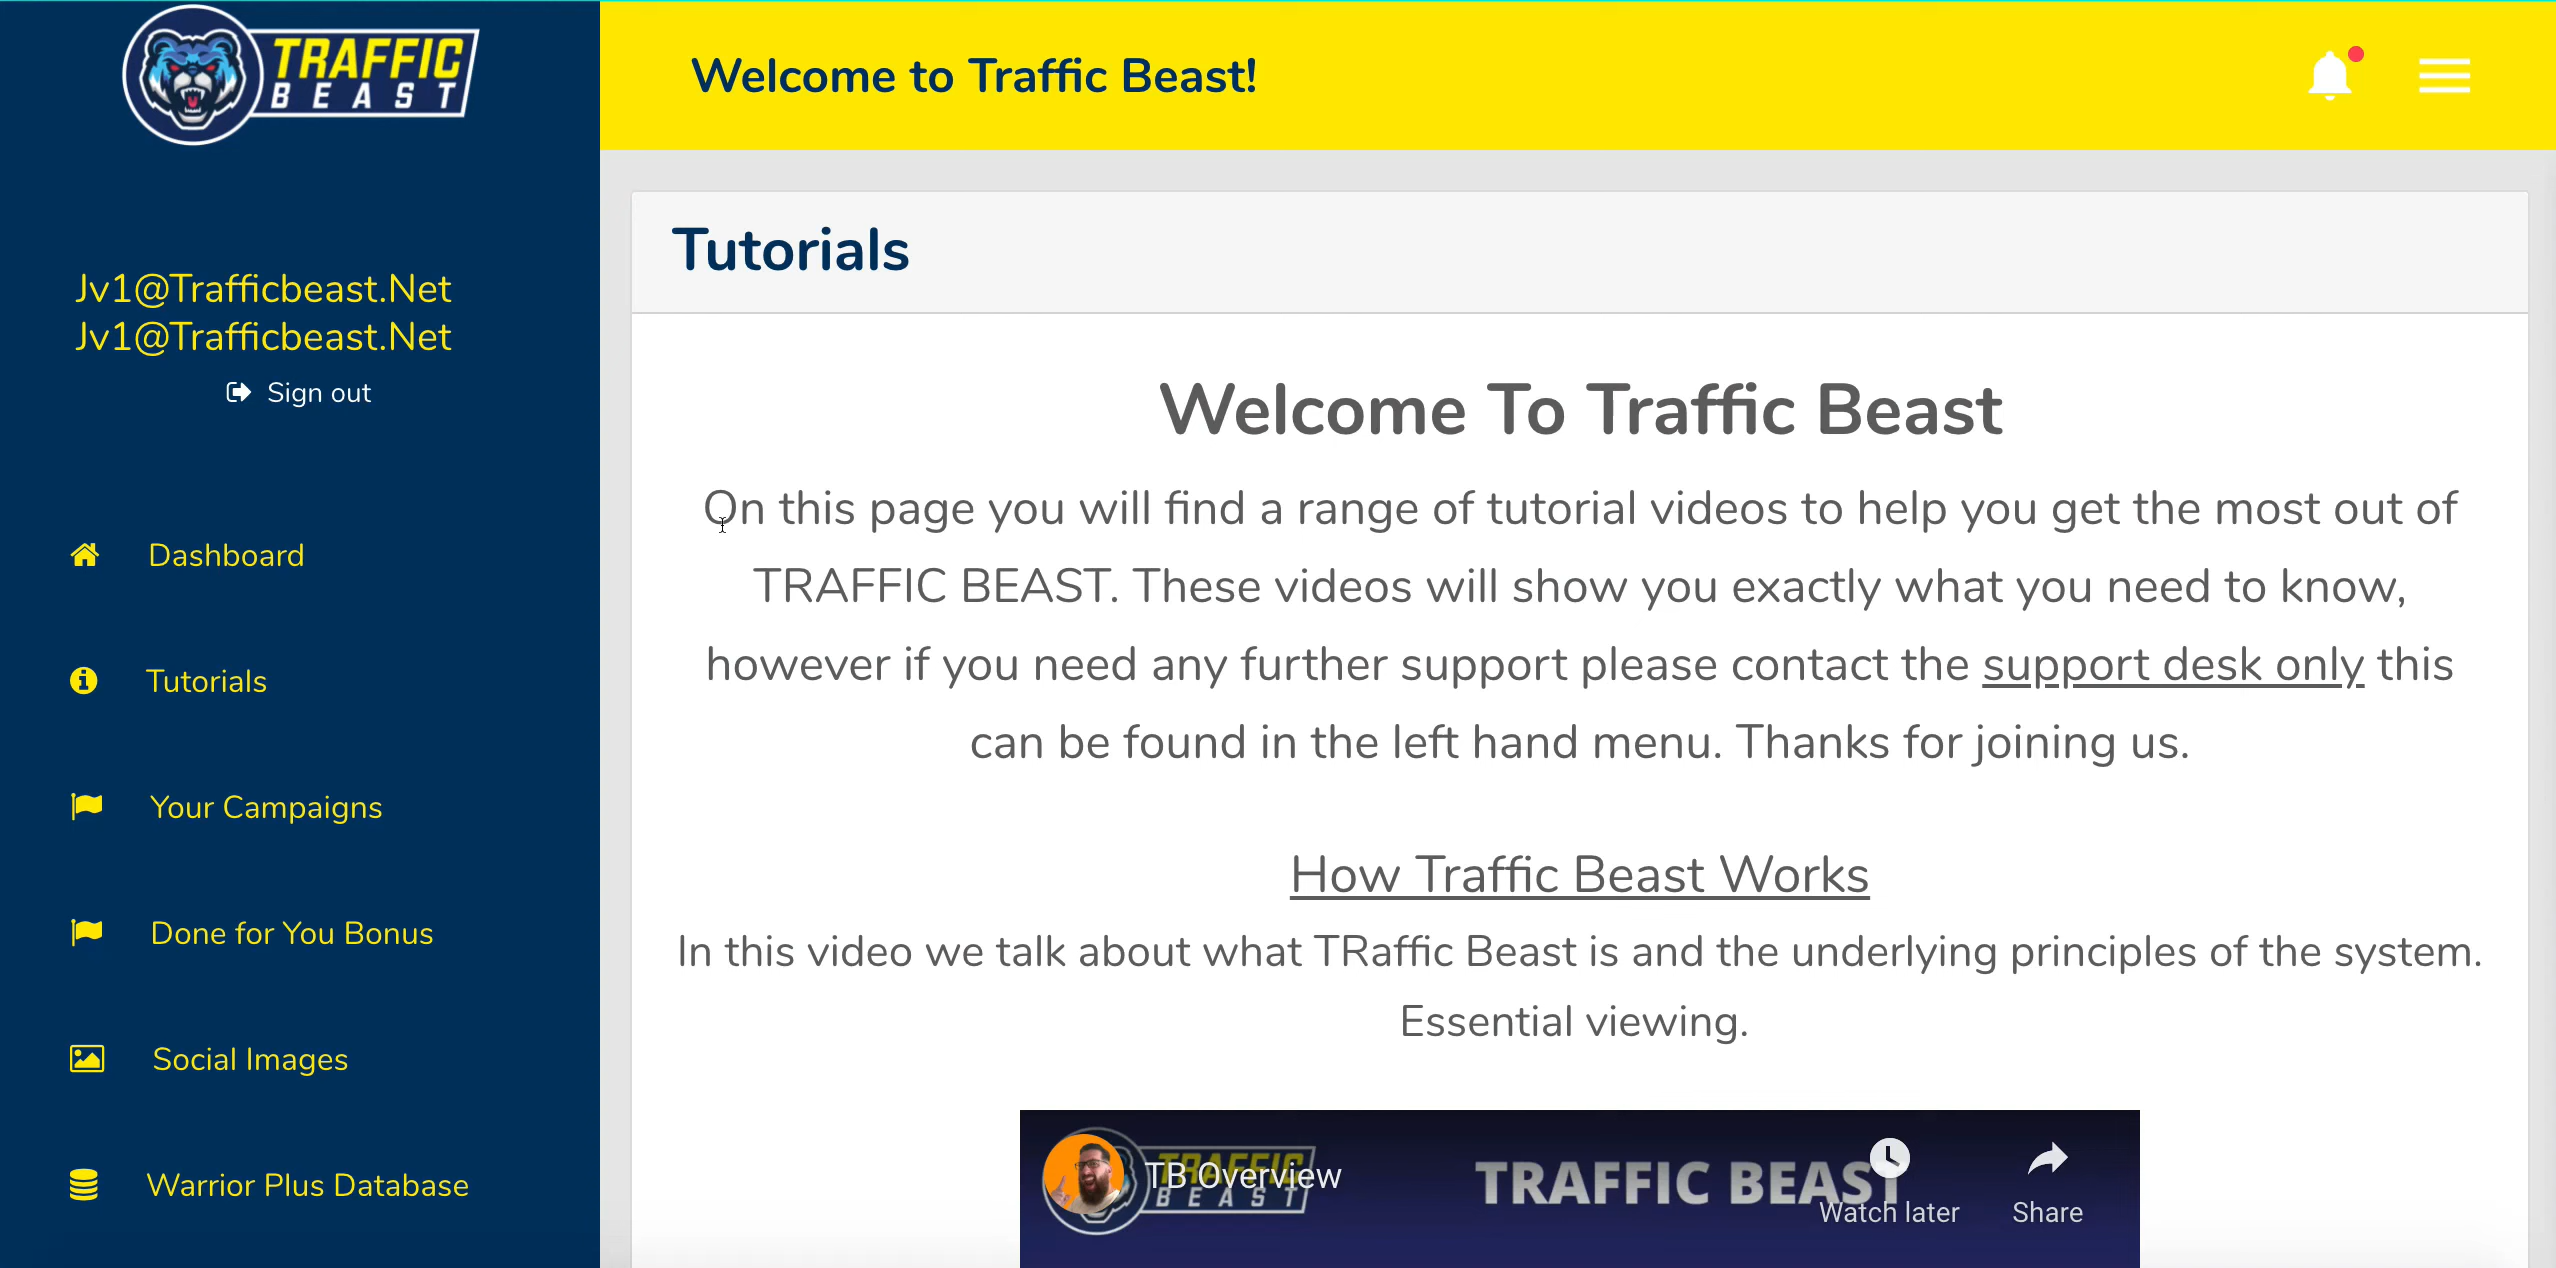 TRAFFIC
BEAST
Welcome to Traffic Beast!
Jv1@Trafficbeast.Net
Jv1@Trafficbeast.Net
Sign out
Dashboard
Tutorials
Your Campaigns
Done for You Bonus
Social Images
Warrior Plus Database
Tutorials
Welcome To Traffic Beast
On this page you will find a range of tutorial videos to help you get the most out of
TRAFFIC BEAST. These videos will show you exactly what you need to know,
however if you need any further support please contact the support desk only this
can be found in the left hand menu. Thanks for joining us.
How Traffic Beast Works
In this video we talk about what TRaffic Beast is and the underlying principles of the system.
Essential viewing.
TRAFFIC
BEAST
TB Overview
TRAFFIC BEAST
Watch later
Share